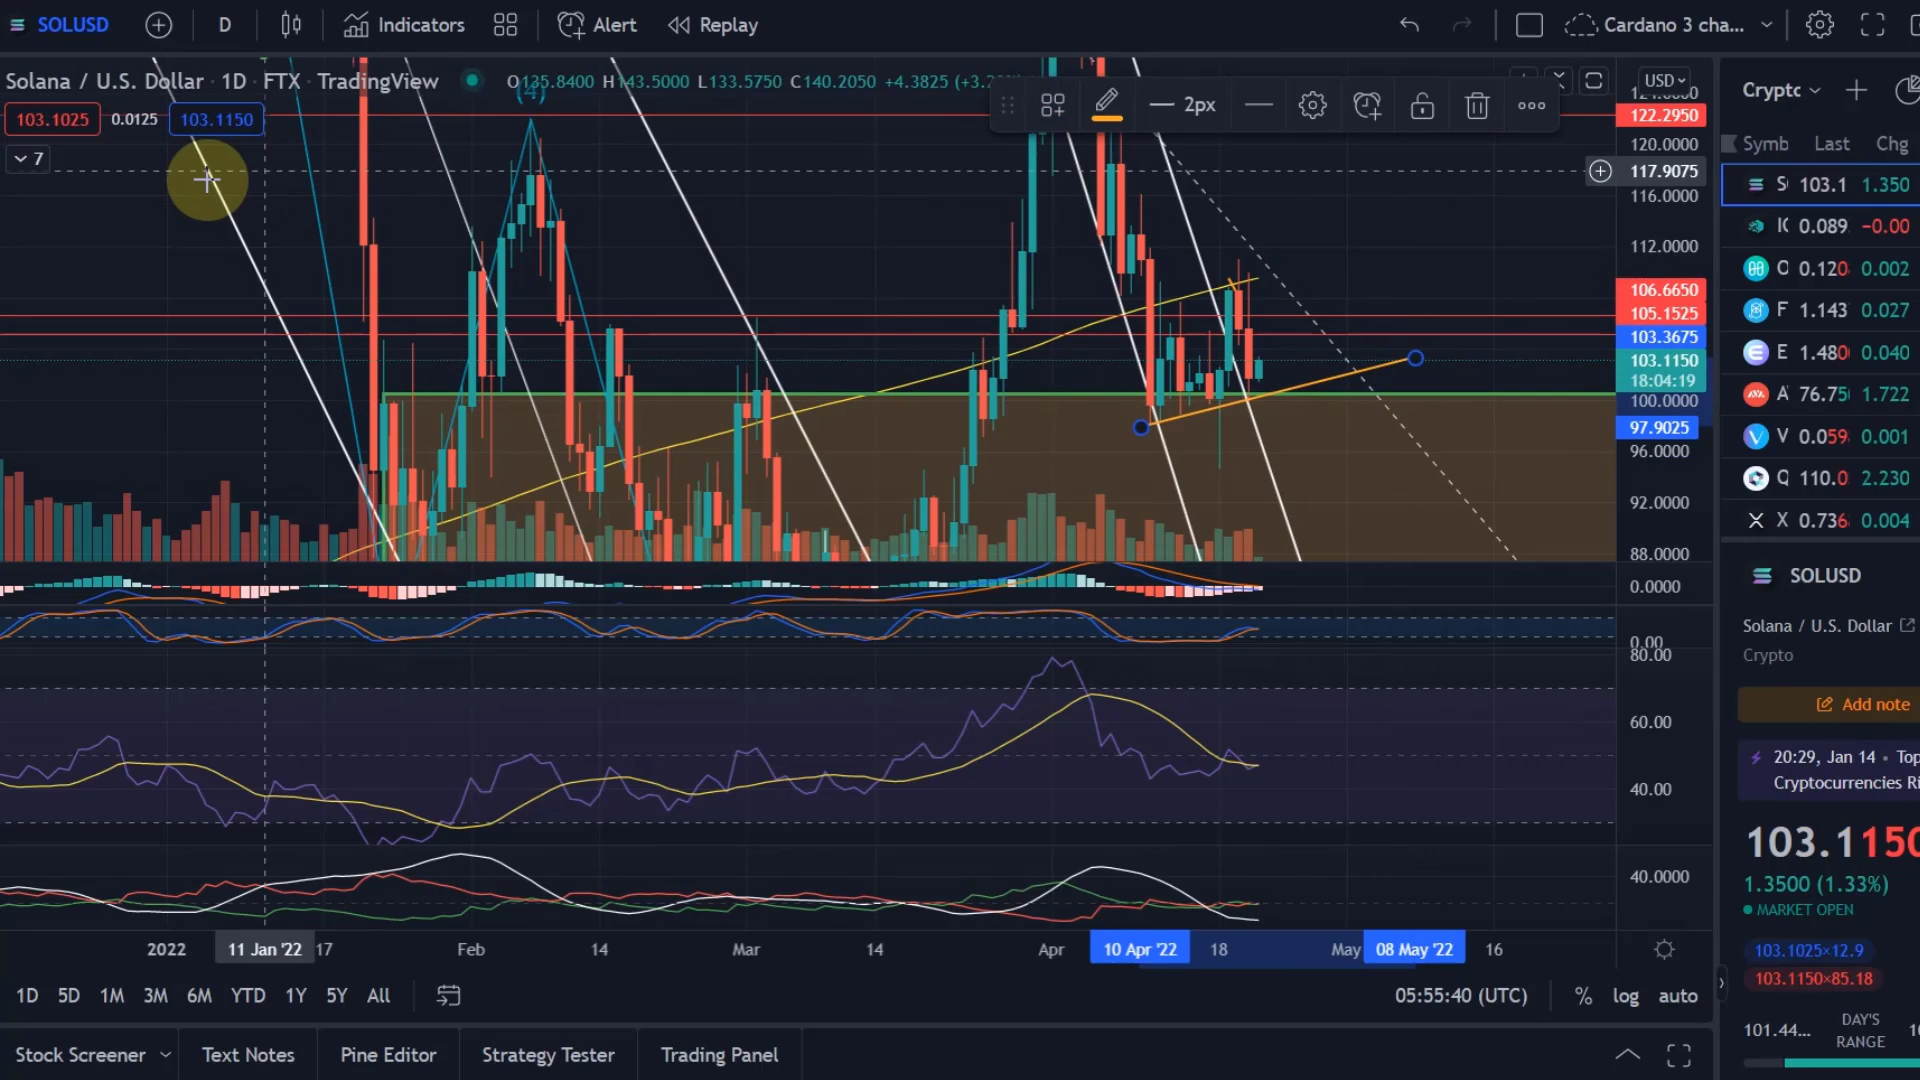 SOLUSD D Indicators Alert Replay Cardano 3 cha...
Solana / U.S. Dollar · 1D · FTX · TradingView O135.8400 H143.5000 L133.5750 C140.2050 +4.3825
103.1025 0.0125 103.1150
7
(4)
2px
USD
122.2950
120.0000
117.9075
116.0000
112.0000
106.6650
105.1525
103.3675
103.1150
18:04:19
100.0000
97.9025
96.0000
92.0000
88.0000
0.0000
0.00
80.00
60.00
40.00
40.0000
2022 11 Jan '22 17 Feb 14 Mar 14 Apr 10 Apr '22 18 May 08 May '22 16
1D 5D 1M 3M 6M YTD 1Y 5Y All 05:55:40 (UTC) % log auto
Stock Screener Text Notes Pine Editor Strategy Tester Trading Panel
Symb Last Chg
103.1 1.350
0.089 −0.00
0.120 0.002
F 1.143 0.027
E 1.480 0.040
76.75 1.722
V 0.059 0.001
Q 110.0 2.230
X 0.736 0.004
SOLUSD
Solana / U.S. Dollar
Crypto
Add note
20:29, Jan 14 • Top
Cryptocurrencies Ri
103.1150
1.3500 (1.33%)
MARKET OPEN
103.1025×12.9
103.1150×85.18
101.44... DAY'S
RANGE